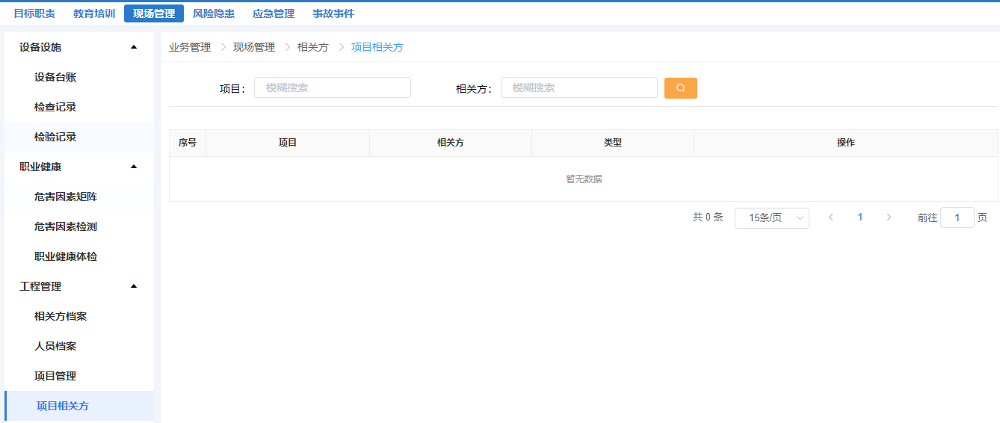 目标职责 教育培训 现场管理 风险隐患 应急管理 事故事件
设备设施
设备台账
检查记录
检验记录
职业健康
危害因素矩阵
危害因素检测
职业健康体检
工程管理
相关方档案
人员档案
项目管理
项目相关方
业务管理 > 现场管理 > 相关方 > 项目相关方
项目: 模糊搜索 相关方: 模糊搜索
序号 项目 相关方 类型 操作
暂无数据
共 0 条 15条/页 < 1 > 前往 1 页